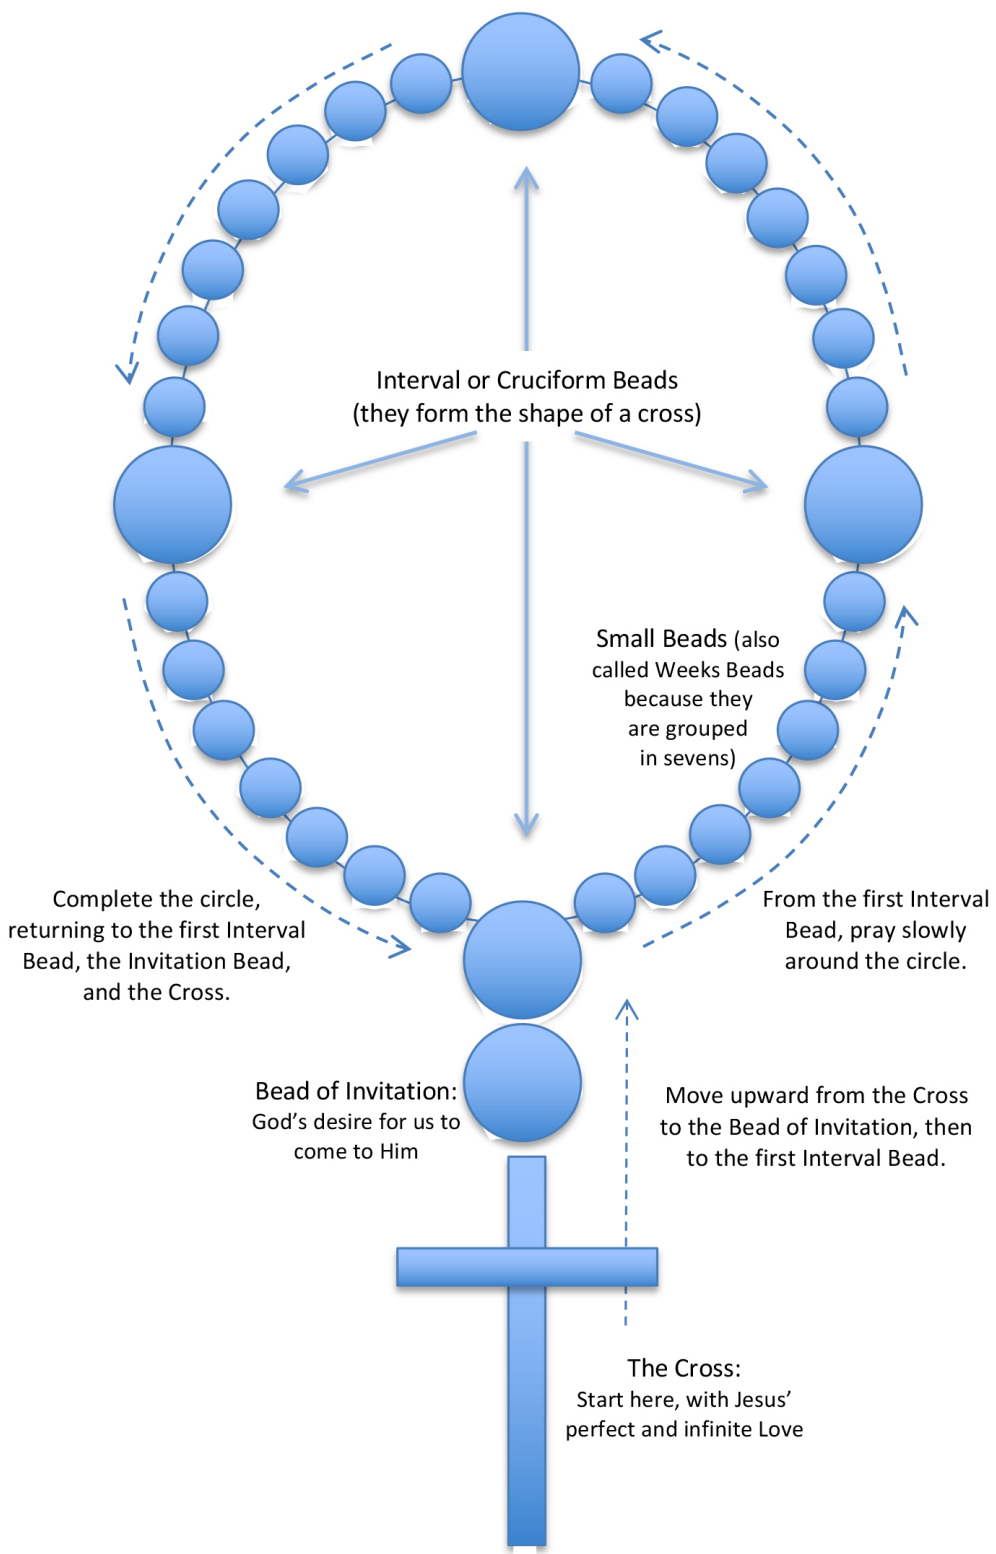 Interval or Cruciform Beads
(they form the shape of a cross)
Small Beads (also
called Weeks Beads
because they
are grouped
in sevens)
Complete the circle,
returning to the first Interval
Bead, the Invitation Bead,
and the Cross.
From the first Interval
Bead, pray slowly
around the circle.
Bead of Invitation:
God’s desire for us to
come to Him
Move upward from the Cross
to the Bead of Invitation, then
to the first Interval Bead.
The Cross:
Start here, with Jesus’
perfect and infinite Love